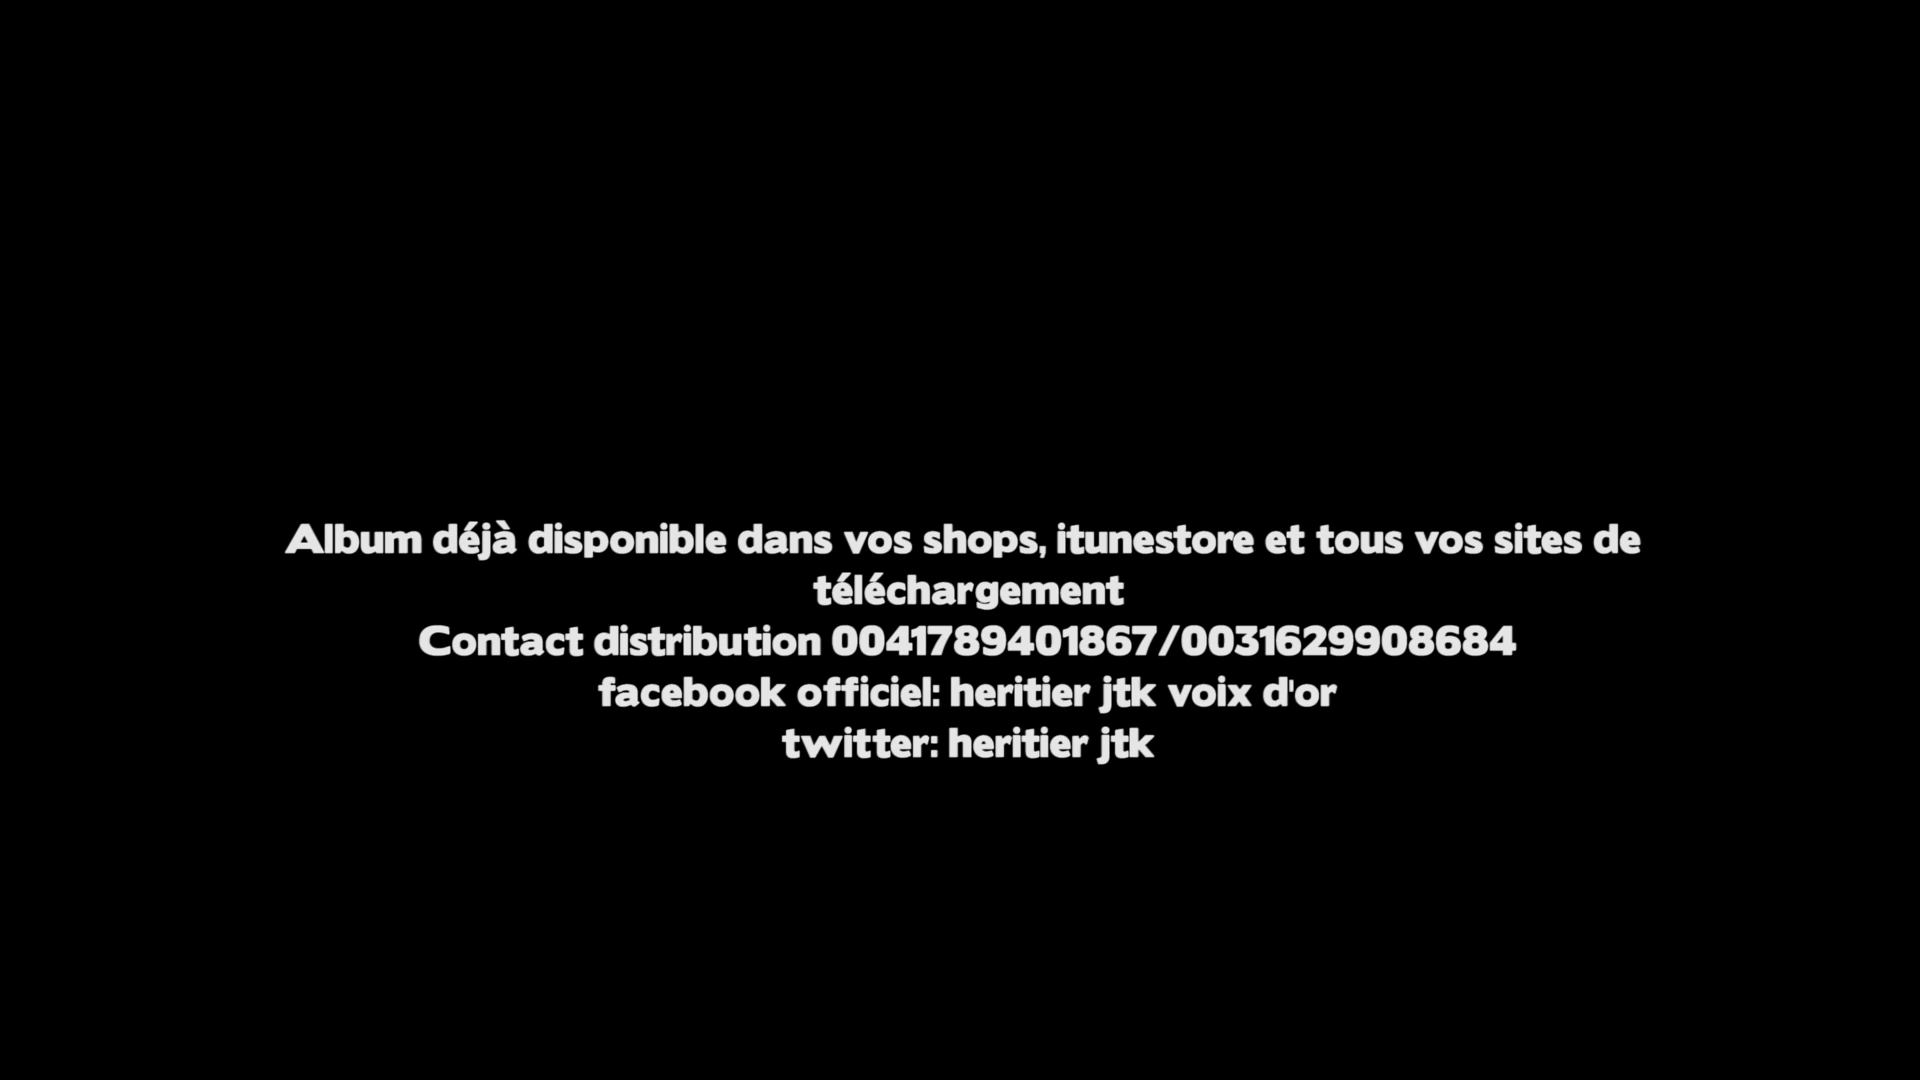 Album déjà disponible dans vos shops, itunestore et tous vos sites de
téléchargement
Contact distribution 0041789401867/0031629908684
facebook officiel: heritier jtk voix d'or
twitter: heritier jtk